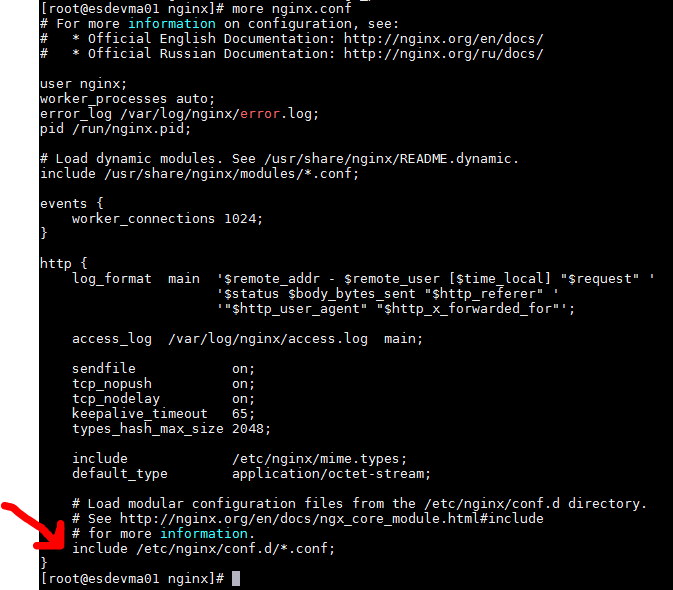 [root@esdevma01 nginx]# more nginx.conf
# For more information on configuration, see:
#   * Official English Documentation: http://nginx.org/en/docs/
#   * Official Russian Documentation: http://nginx.org/ru/docs/

user nginx;
worker_processes auto;
error_log /var/log/nginx/error.log;
pid /run/nginx.pid;

# Load dynamic modules. See /usr/share/nginx/README.dynamic.
include /usr/share/nginx/modules/*.conf;

events {
    worker_connections 1024;
}

http {
    log_format  main  '$remote_addr - $remote_user [$time_local] "$request" '
                      '$status $body_bytes_sent "$http_referer" '
                      '"$http_user_agent" "$http_x_forwarded_for"';

    access_log  /var/log/nginx/access.log  main;

    sendfile            on;
    tcp_nopush          on;
    tcp_nodelay         on;
    keepalive_timeout   65;
    types_hash_max_size 2048;

    include             /etc/nginx/mime.types;
    default_type        application/octet-stream;

    # Load modular configuration files from the /etc/nginx/conf.d directory.
    # See http://nginx.org/en/docs/ngx_core_module.html#include
    # for more information.
    include /etc/nginx/conf.d/*.conf;
}
[root@esdevma01 nginx]#